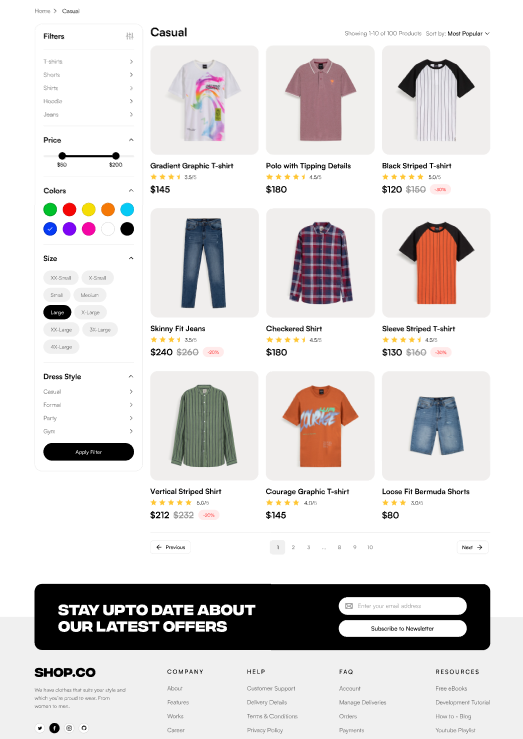 Home > Casual
Filters
T-shirts
Shorts
Shirts
Hoodie
Jeans
Price
$50 $200
Colors
Size
XX-Small X-Small
Small Medium
Large X-Large
XX-Large 3X-Large
4X-Large
Dress Style
Casual
Formal
Party
Gym
Apply Filter
Casual
Showing 1-10 of 100 Products Sort by: Most Popular
Gradient Graphic T-shirt
3.5/5
$145
Polo with Tipping Details
4.5/5
$180
Black Striped T-shirt
5.0/5
$120 $150
Skinny Fit Jeans
3.5/5
$240 $260 -20%
Checkered Shirt
4.5/5
$180
Sleeve Striped T-shirt
4.5/5
$130 $160 -30%
Vertical Striped Shirt
5.0/5
$212 $232 -20%
COURAGE
Courage Graphic T-shirt
4.0/5
$145
Loose Fit Bermuda Shorts
3.0/5
$80
← Previous 1 2 3 ... 8 9 10 Next →
STAY UPTO DATE ABOUT
OUR LATEST OFFERS
Enter your email address
Subscribe to Newsletter
SHOP.CO
We have clothes that suits your style and
which you're proud to wear. From
women to men.
COMPANY
About
Features
Works
Career
HELP
Customer Support
Delivery Details
Terms & Conditions
Privacy Policy
FAQ
Account
Manage Deliveries
Orders
Payments
RESOURCES
Free eBooks
Development Tutorial
How to - Blog
Youtube Playlist